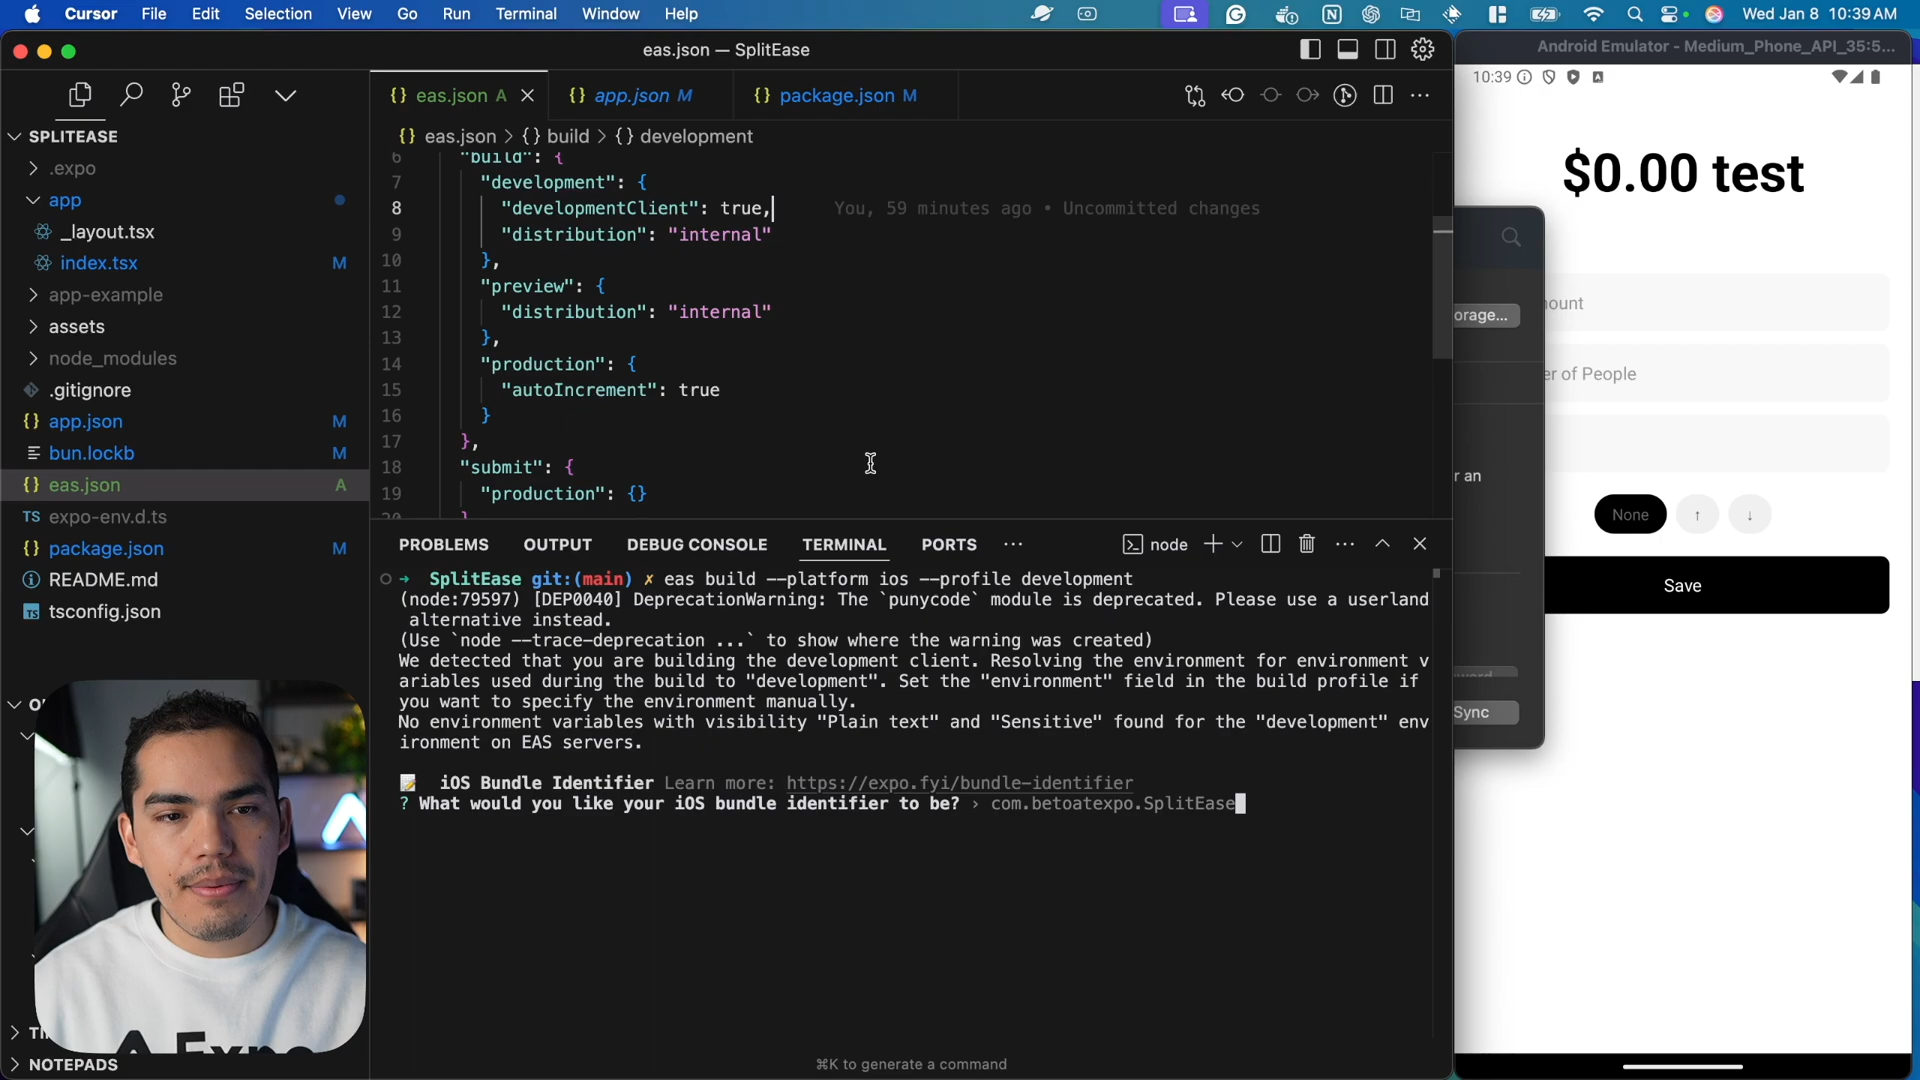 Cursor File Edit Selection View Go Run Terminal Window Help Wed Jan 8 10:39 AM
eas.json — SplitEase
SPLITEASE
.expo
app
_layout.tsx
index.tsx M
app-example
assets
node_modules
.gitignore
app.json M
bun.lockb M
eas.json A
expo-env.d.ts
package.json M
README.md
tsconfig.json
NOTEPADS
eas.json A app.json M package.json M
eas.json > {} build > {} development
6 "build": {
7 "development": {
8 "developmentClient": true, You, 59 minutes ago • Uncommitted changes
9 "distribution": "internal"
10 },
11 "preview": {
12 "distribution": "internal"
13 },
14 "production": {
15 "autoIncrement": true
16 }
17 },
18 "submit": {
19 "production": {}
20 }
PROBLEMS OUTPUT DEBUG CONSOLE TERMINAL PORTS ... node
→ SplitEase git:(main) ✗ eas build --platform ios --profile development
(node:79597) [DEP0040] DeprecationWarning: The `punycode` module is deprecated. Please use a userland
alternative instead.
(Use `node --trace-deprecation ...` to show where the warning was created)
We detected that you are building the development client. Resolving the environment for environment v
ariables used during the build to "development". Set the "environment" field in the build profile if
you want to specify the environment manually.
No environment variables with visibility "Plain text" and "Sensitive" found for the "development" env
ironment on EAS servers.
iOS Bundle Identifier Learn more: https://expo.fyi/bundle-identifier
? What would you like your iOS bundle identifier to be? › com.betoatexpo.SplitEase
⌘K to generate a command
Android Emulator - Medium_Phone_API_35:5...
10:39
$0.00 test
ount
orage...
er of People
r an
None ↑ ↓
Save
Sync
Expo